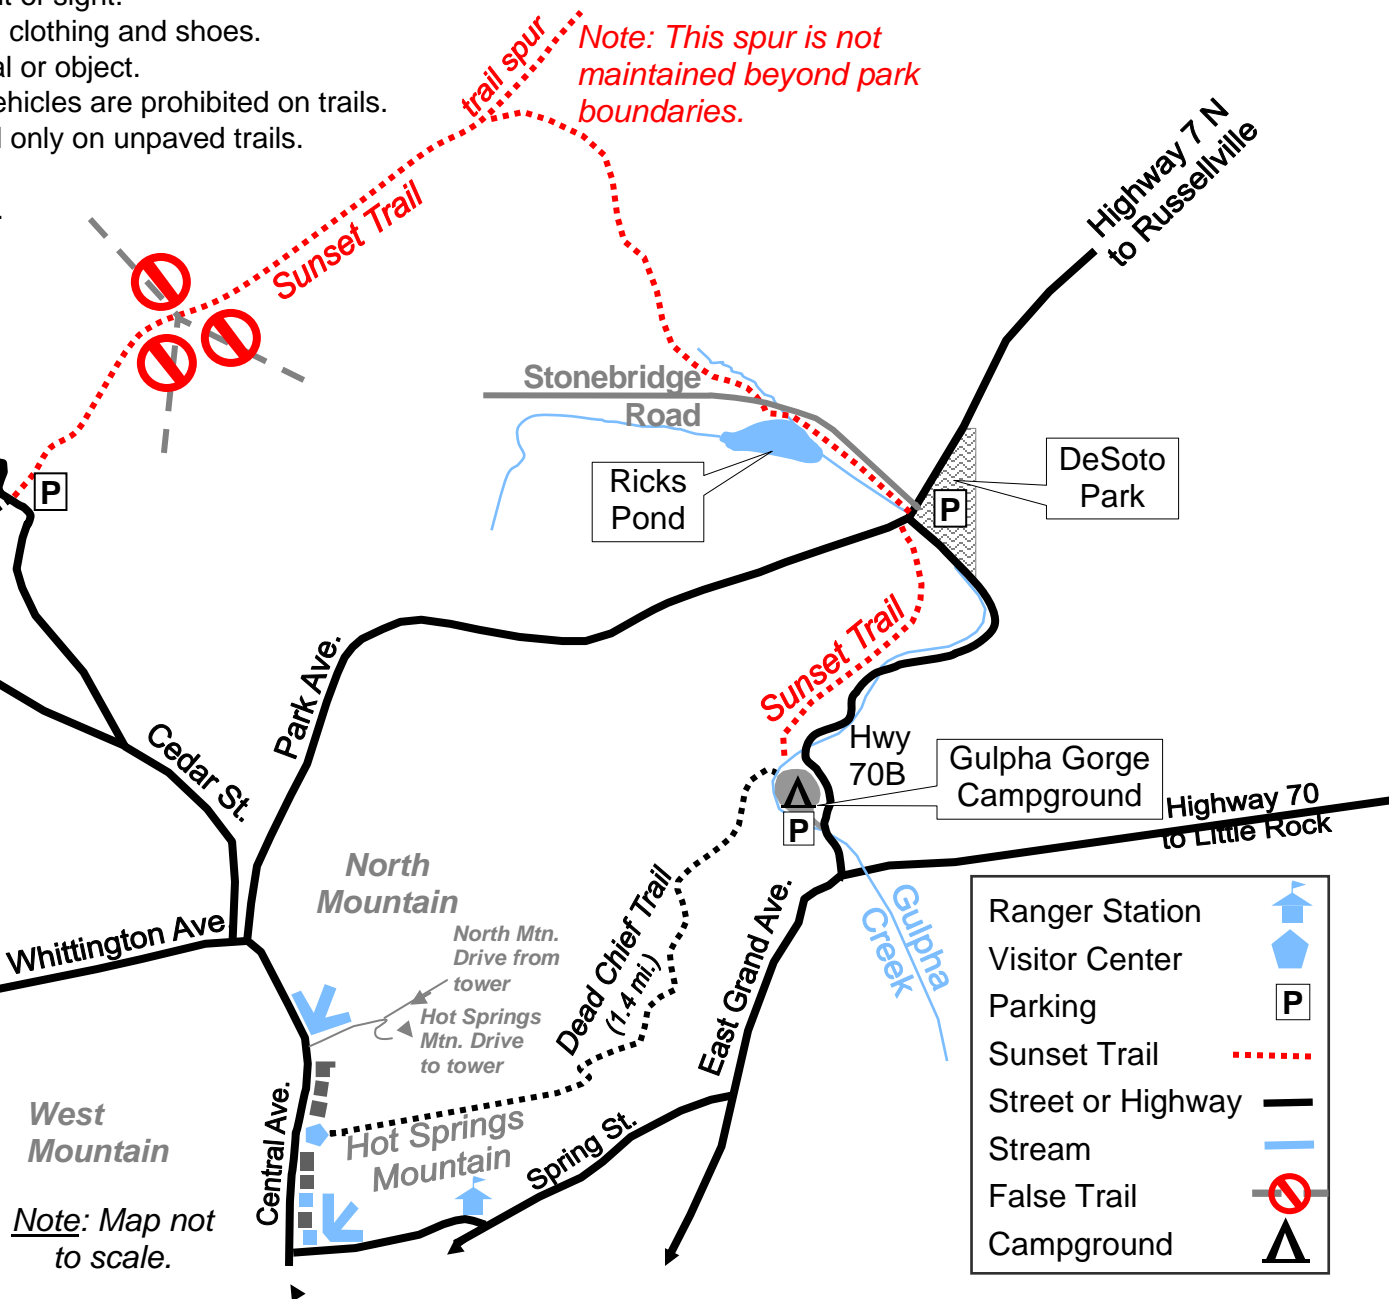 clothing and shoes.
or object.
are prohibited on trails.
only on unpaved trails.
trail spur
Note: This spur is not
maintained beyond park
boundaries.
Highway 7 N
to Russellville
Sunset Trail
Stonebridge
Road
Ricks
Pond
DeSoto
Park
P
P
Sunset Trail
Park Ave.
Cedar St.
Hwy
70B
Gulpha Gorge
Campground
P
Highway 70
to Little Rock
North
Mountain
Whittington Ave.
North Mtn.
Drive from
tower
Hot Springs
Mtn. Drive
to tower
Dead Chief Trail
(1.4 mi.)
East Grand Ave.
Gulpha
Creek
West
Mountain
Central Ave.
Hot Springs
Mountain
Spring St.
Note: Map not
to scale.
Ranger Station
Visitor Center
Parking P
Sunset Trail
Street or Highway
Stream
False Trail
Campground